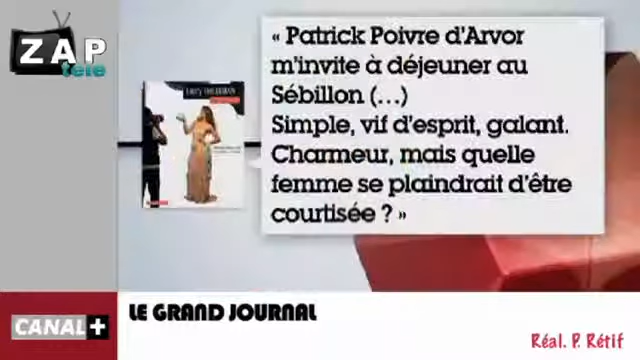 ZAP
télé
« Patrick Poivre d'Arvor
m'invite à déjeuner au
Sébillon (...)
Simple, vif d'esprit, galant.
Charmeur, mais quelle
femme se plaindrait d'être
courtisée ? »
LE GRAND JOURNAL
CANAL+
Réal. P. Rétif